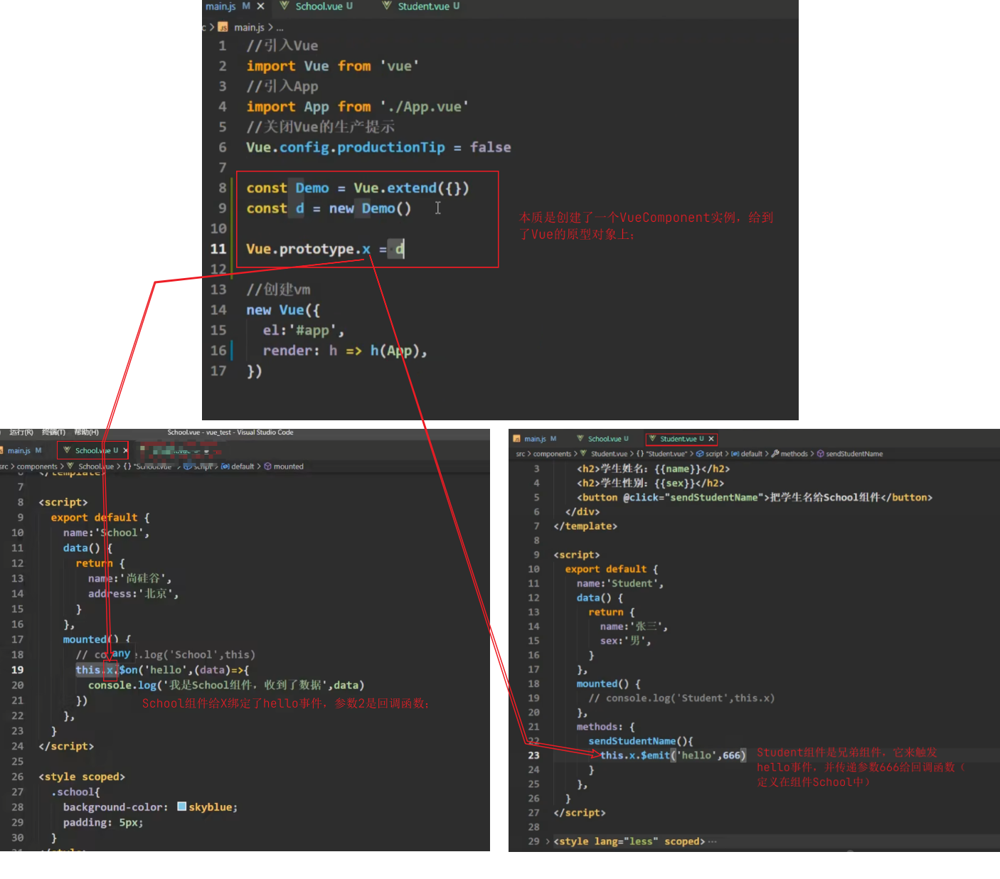 main.js M ×
School.vue U
Student.vue U
c > JS main.js > ...
1 //引入Vue
2 import Vue from 'vue'
3 //引入App
4 import App from './App.vue'
5 //关闭Vue的生产提示
6 Vue.config.productionTip = false
7
8 const Demo = Vue.extend({})
9 const d = new Demo()
10
11 Vue.prototype.x = d
12
13 //创建vm
14 new Vue({
15 el:'#app',
16 render: h => h(App),
17 })
本质是创建了一个VueComponent实例，给到
了Vue的原型对象上；
运行(R) 终端(T) 帮助(H) School.vue - vue_test - Visual Studio Code
main.js M School.vue U ×
src > components > School.vue > {} "School.vue" > script > default > mounted
6 </template>
7
8 <script>
9 export default {
10 name:'School',
11 data() {
12 return {
13 name:'尚硅谷',
14 address:'北京',
15 }
16 },
17 mounted() {
any
18 // .log('School',this)
19 this.x.$on('hello',(data)=>{
20 console.log('我是School组件，收到了数据',data)
21 })
School组件给X绑定了hello事件，参数2是回调函数；
22 },
23 }
24 </script>
25
26 <style scoped>
27 .school{
28 background-color: skyblue;
29 padding: 5px;
30 }
31 </style>
main.js M School.vue U Student.vue U ×
src > components > Student.vue > {} "Student.vue" > script > default > methods > sendStudentName
3 <h2>学生姓名：{{name}}</h2>
4 <h2>学生性别：{{sex}}</h2>
5 <button @click="sendStudentName">把学生名给School组件</button>
6 </div>
7 </template>
8
9 <script>
10 export default {
11 name:'Student',
12 data() {
13 return {
14 name:'张三',
15 sex:'男',
16 }
17 },
18 mounted() {
19 // console.log('Student',this.x)
20 },
21 methods: {
22 sendStudentName(){
23 this.x.$emit('hello',666)
24 }
25 },
26 }
27 </script>
28
29 > <style lang="less" scoped>···
Student组件是兄弟组件，它来触发
hello事件，并传递参数666给回调函数（
定义在组件School中）